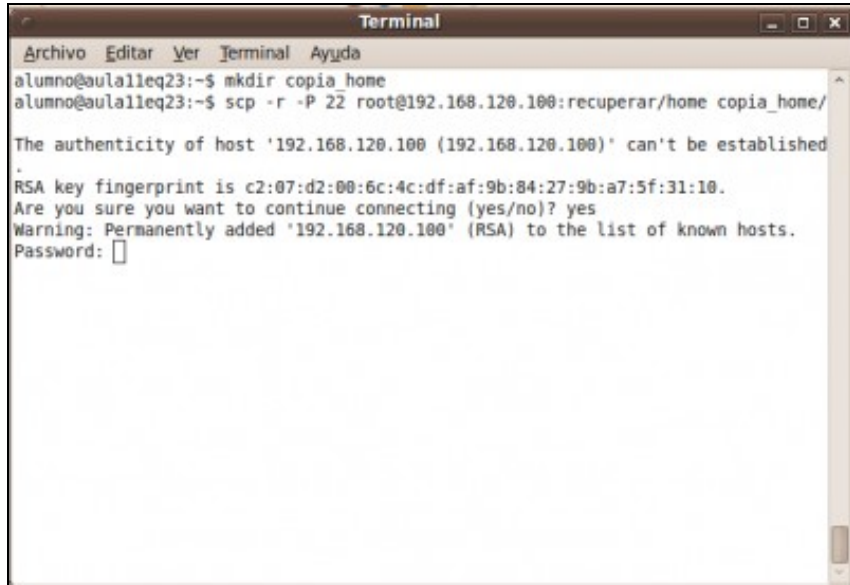 Terminal
Archivo Editar Ver Terminal Ayuda
alumno@aula11eq23:~$ mkdir copia_home
alumno@aula11eq23:~$ scp -r -P 22 root@192.168.120.100:recuperar/home copia_home/
The authenticity of host '192.168.120.100 (192.168.120.100)' can't be established
.
RSA key fingerprint is c2:07:d2:00:6c:4c:df:af:9b:84:27:9b:a7:5f:31:10.
Are you sure you want to continue connecting (yes/no)? yes
Warning: Permanently added '192.168.120.100' (RSA) to the list of known hosts.
Password: